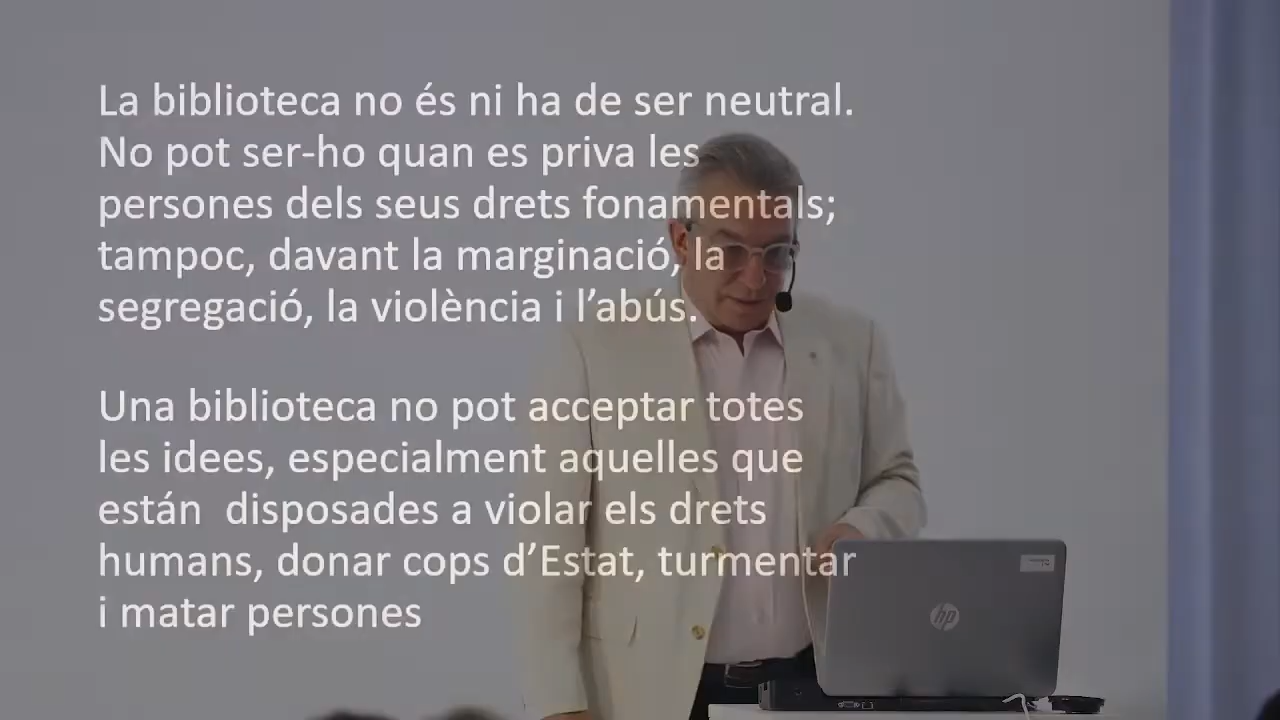 La biblioteca no és ni ha de ser neutral.
No pot ser-ho quan es priva les
persones dels seus drets fonamentals;
tampoc, davant la marginació, la
segregació, la violència i l’abús.
Una biblioteca no pot acceptar totes
les idees, especialment aquelles que
están  disposades a violar els drets
humans, donar cops d’Estat, turmentar
i matar persones
hp